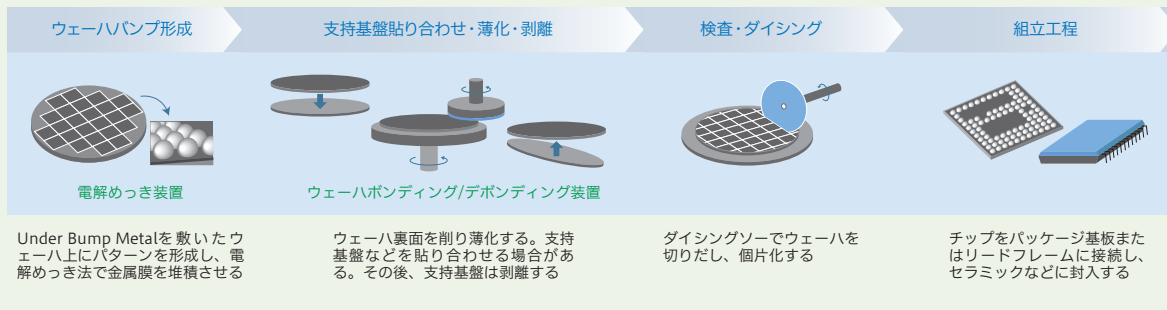 ウェーハバンプ形成
支持基盤貼り合わせ・薄化・剥離
検査・ダイシング
組立工程
電解めっき装置
ウェーハボンディング/デボンディング装置
Under Bump Metalを敷いたウ
ェーハ上にパターンを形成し、電
解めっき法で金属膜を堆積させる
ウェーハ裏面を削り薄化する。支持
基盤などを貼り合わせる場合があ
る。その後、支持基盤は剥離する
ダイシングソーでウェーハを
切りだし、個片化する
チップをパッケージ基板また
はリードフレームに接続し、
セラミックなどに封入する